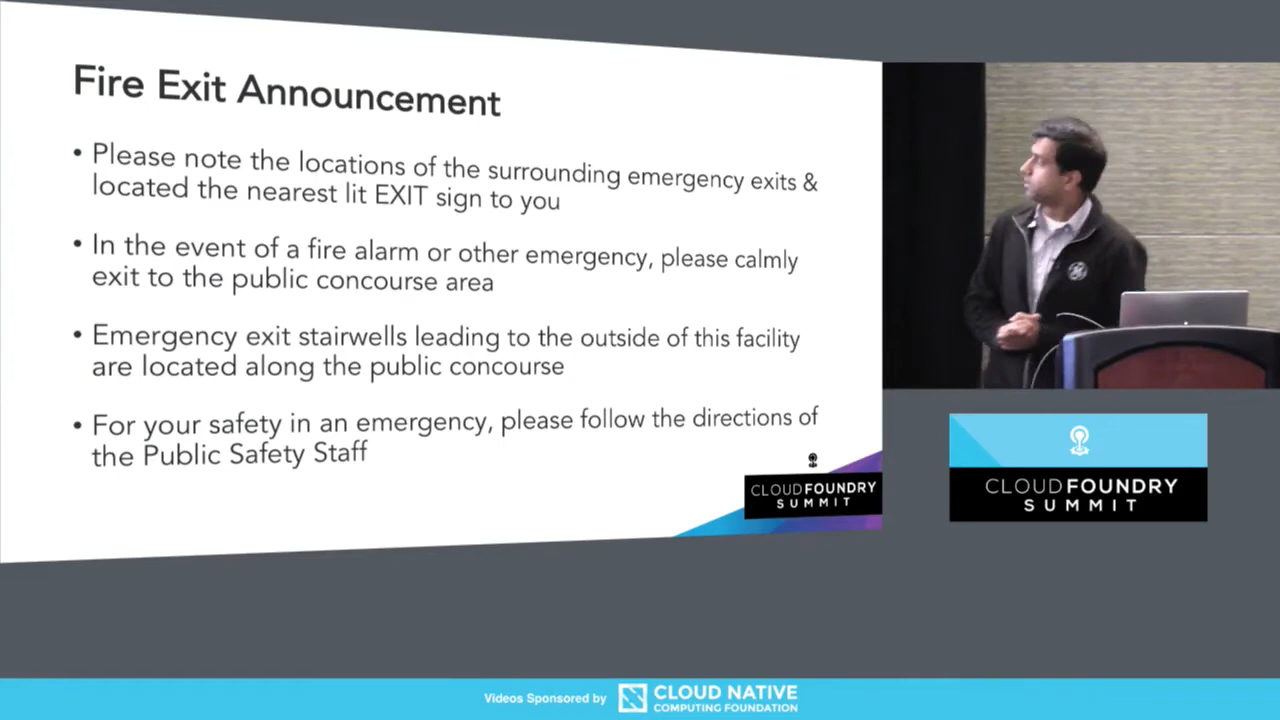 Fire Exit Announcement
• Please note the locations of the surrounding emergency exits &
located the nearest lit EXIT sign to you
• In the event of a fire alarm or other emergency, please calmly
exit to the public concourse area
• Emergency exit stairwells leading to the outside of this facility
are located along the public concourse
• For your safety in an emergency, please follow the directions of
the Public Safety Staff
CLOUDFOUNDRY
SUMMIT
CLOUDFOUNDRY
SUMMIT
Videos Sponsored by
CLOUD NATIVE
COMPUTING FOUNDATION